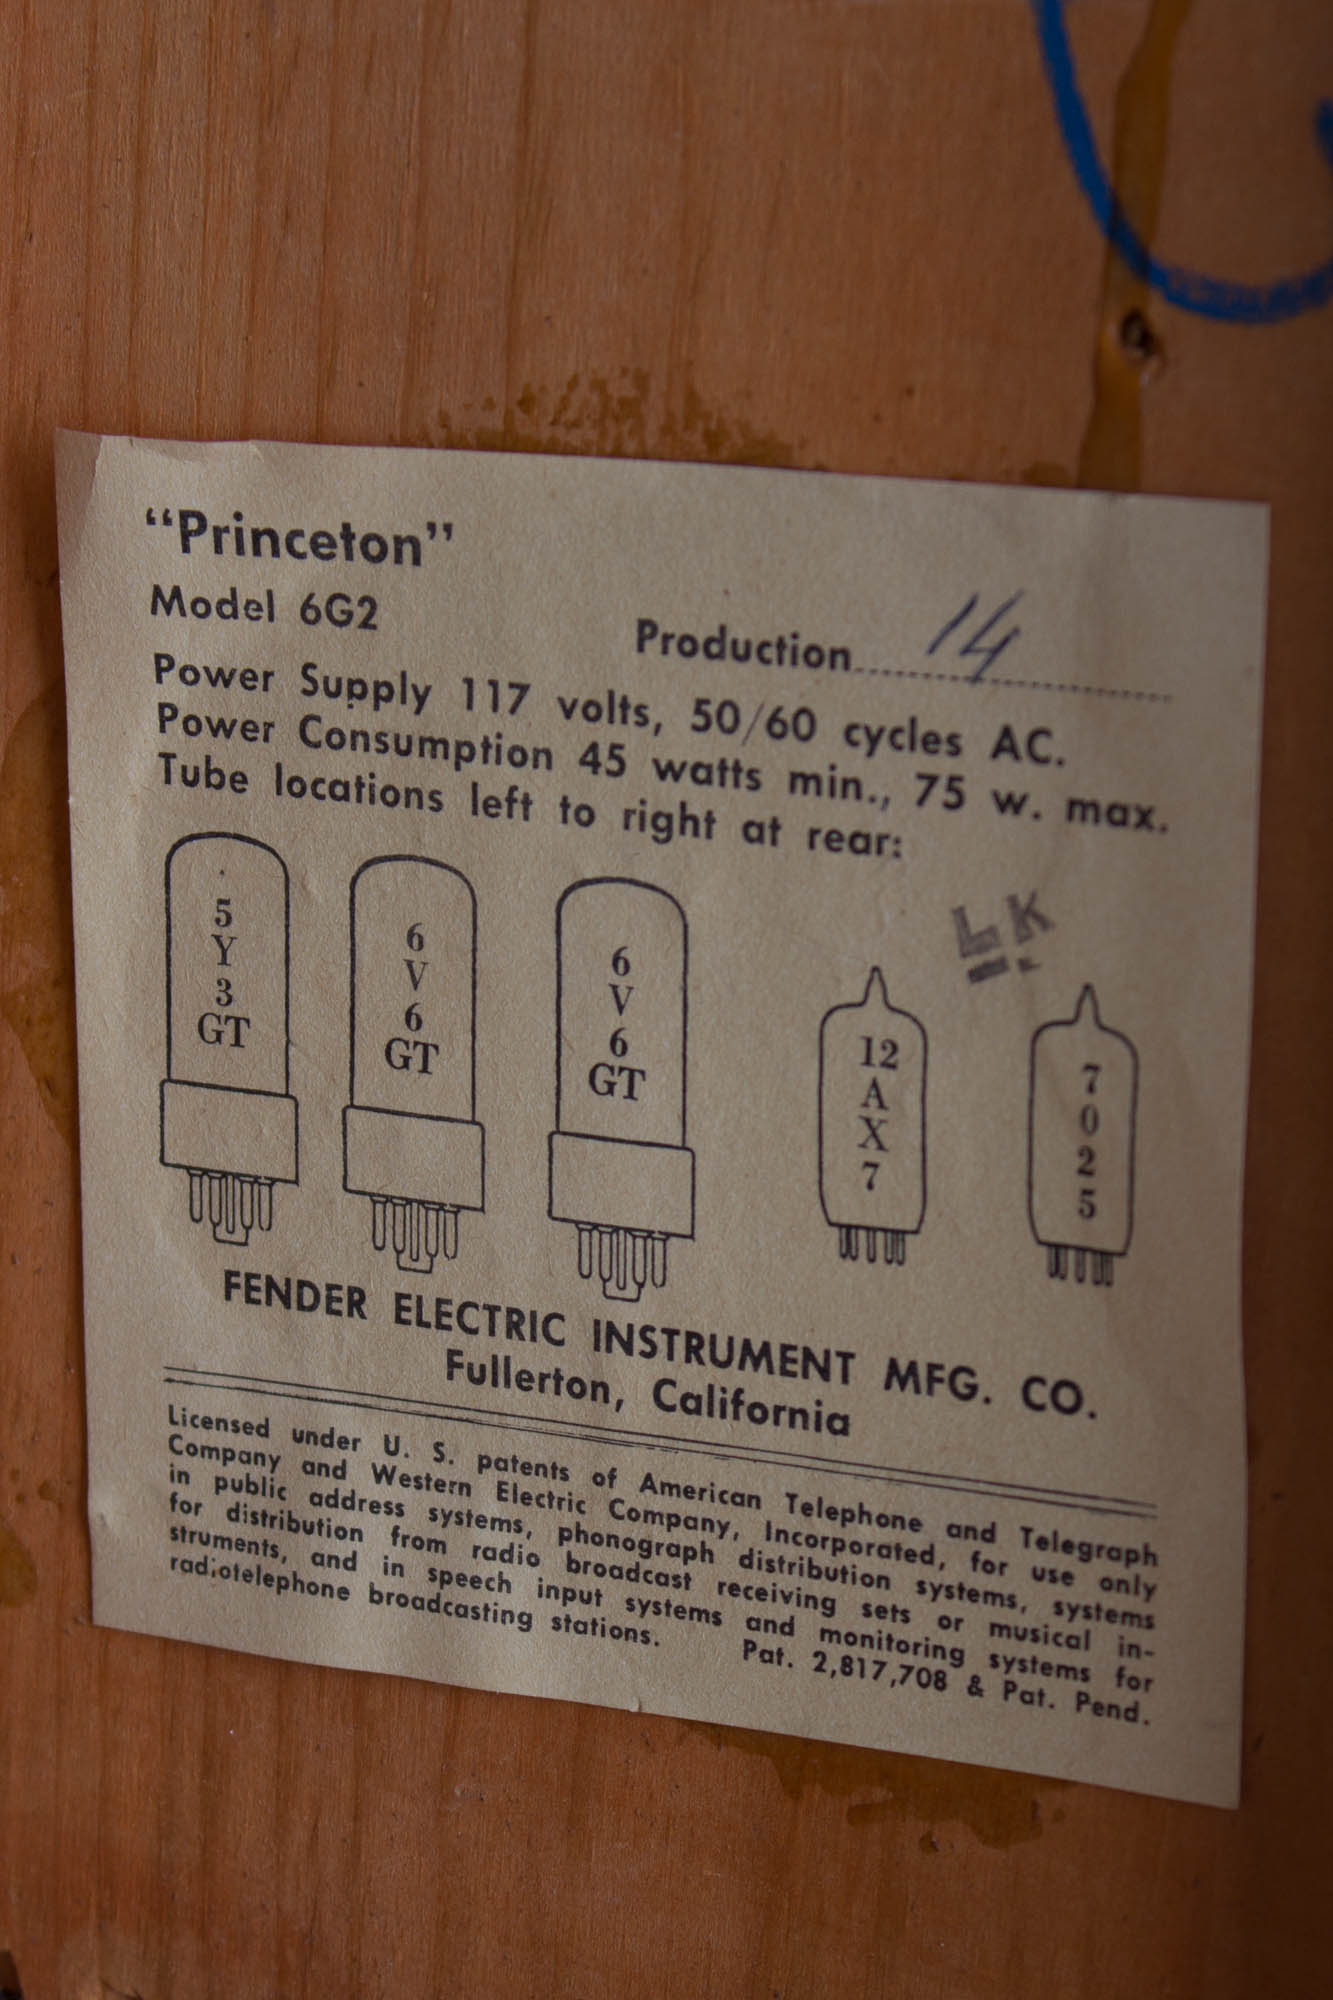 “Princeton”
Model 6G2
Production 14
Power Supply 117 volts, 50/60 cycles AC.
Power Consumption 45 watts min., 75 w. max.
Tube locations left to right at rear:
LK
5
Y
3
GT
6
V
6
GT
6
V
6
GT
12
A
X
7
7
0
2
5
FENDER ELECTRIC INSTRUMENT MFG. CO.
Fullerton, California
Licensed under U. S. patents of American Telephone and Telegraph
Company and Western Electric Company, Incorporated, for use only
in public address systems, phonograph distribution systems, systems
for distribution from radio broadcast receiving sets or musical in-
struments, and in speech input systems and monitoring systems for
radiotelephone broadcasting stations. Pat. 2,817,708 & Pat. Pend.